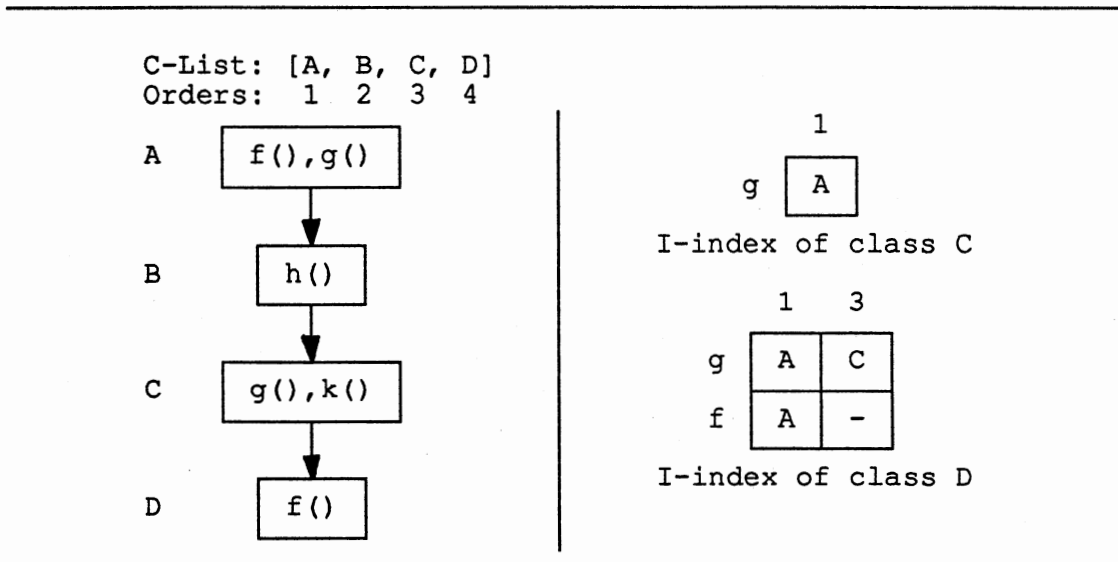 C-List: [A, B, C, D]
Orders: 1 2 3 4
A
f(),g()
B
h()
C
g(),k()
D
f()
1
g A
I-index of class C
1 3
g A C
f A -
I-index of class D